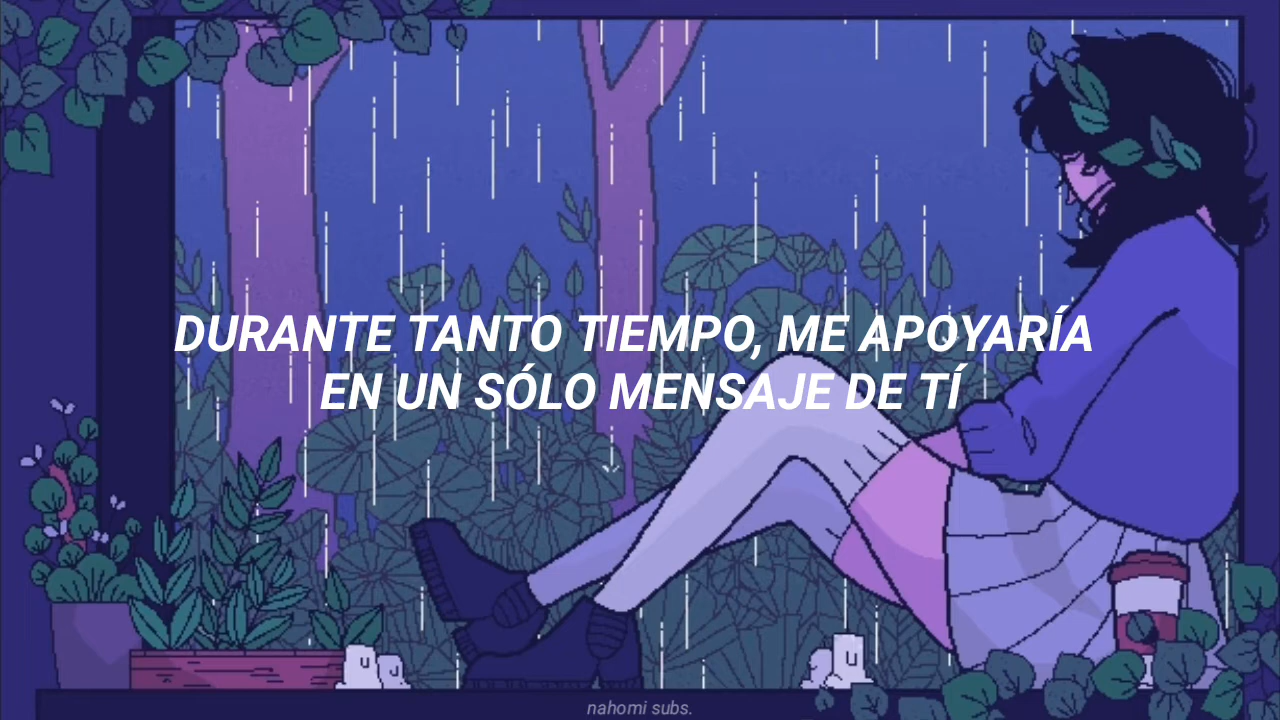 DURANTE TANTO TIEMPO, ME APOYARÍA
EN UN SÓLO MENSAJE DE TÍ
nahomi subs.